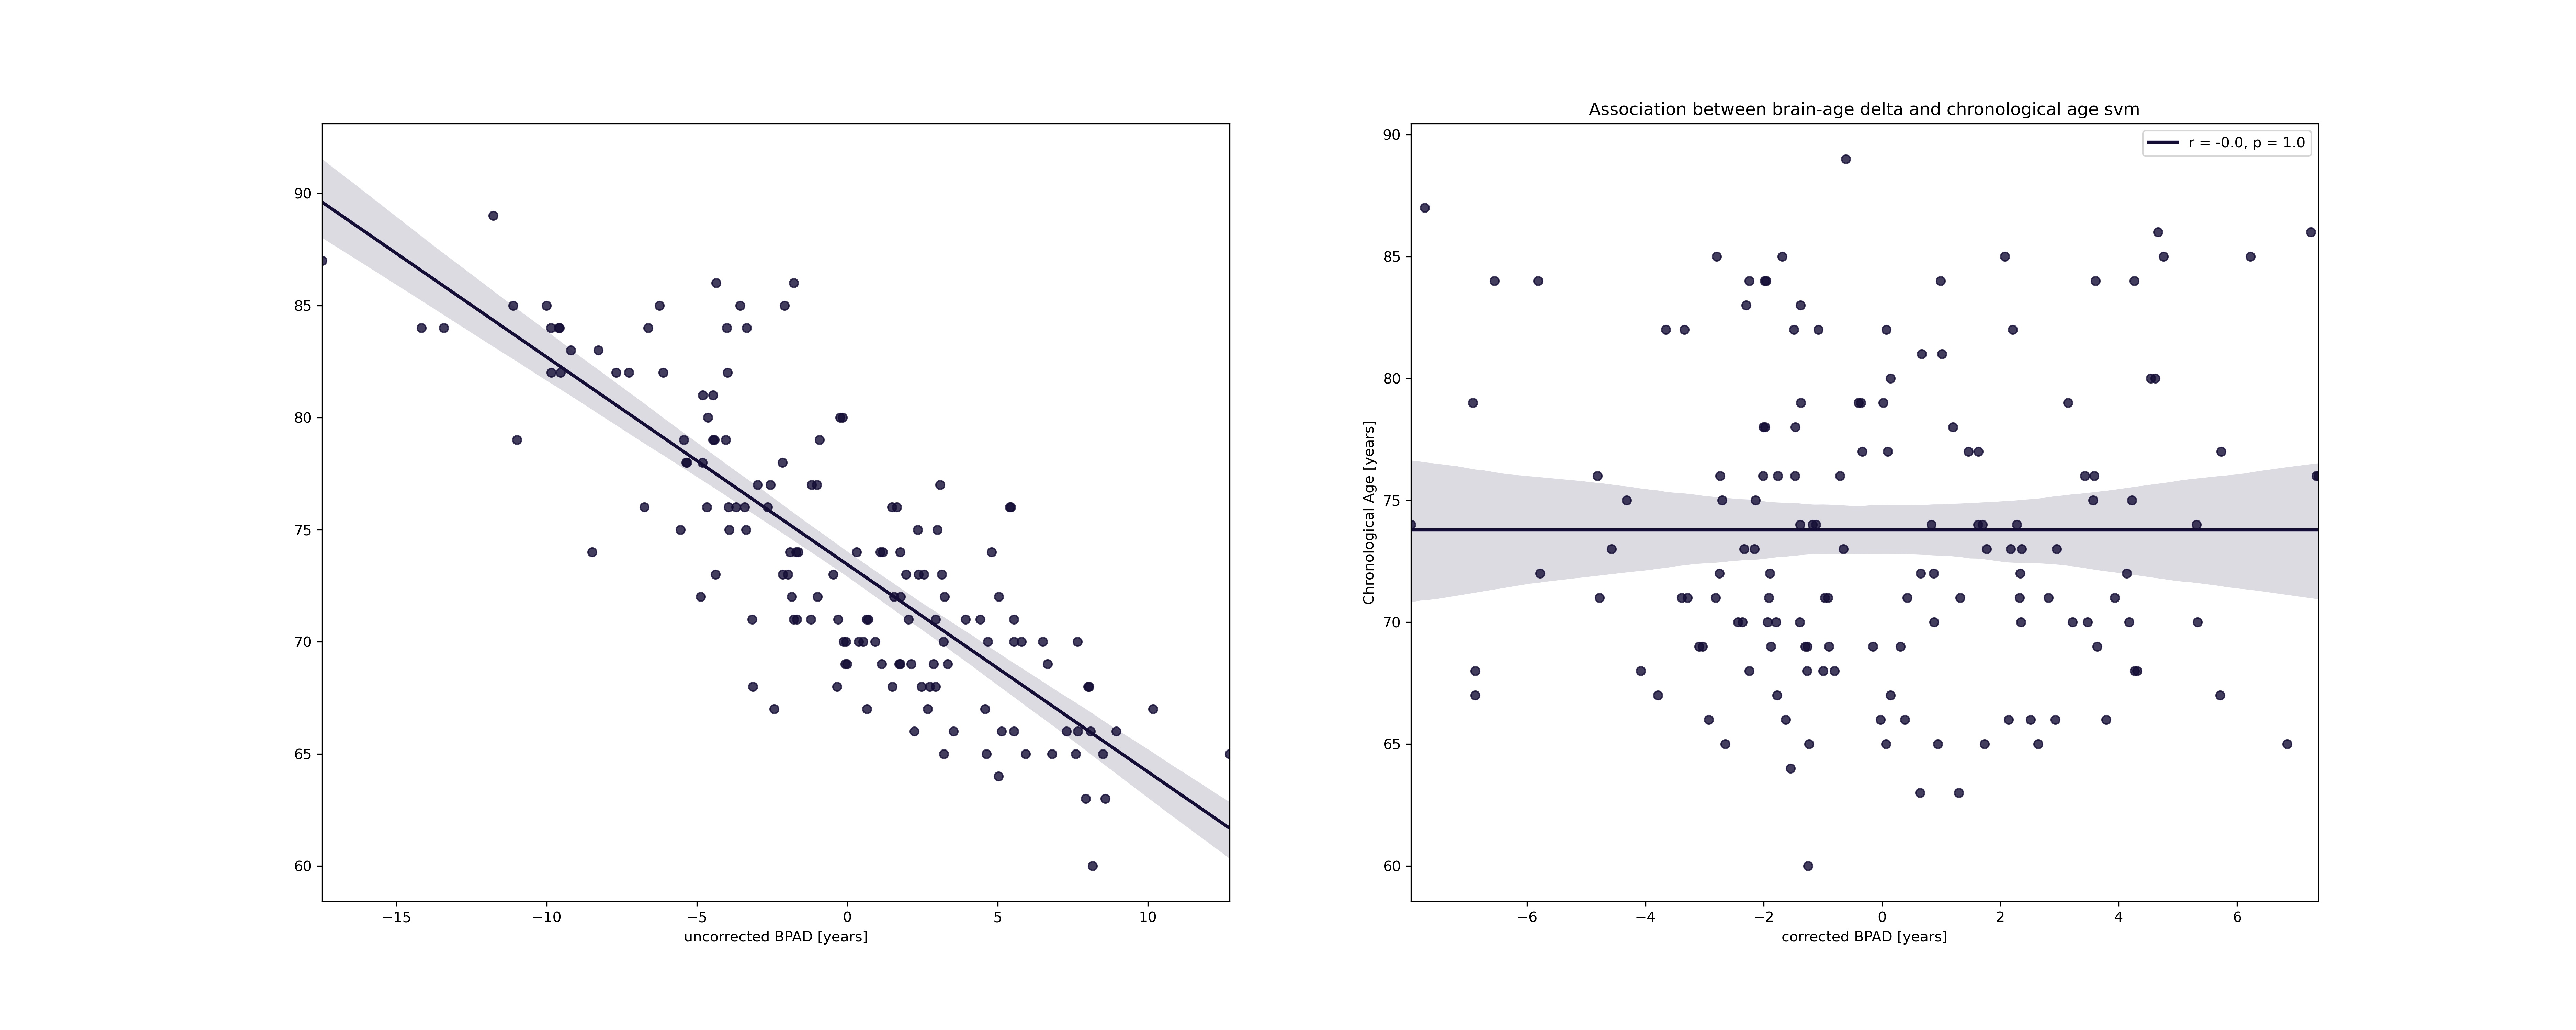 90
85
80
75
70
65
60
−15 −10 −5 0 5 10
uncorrected BPAD [years]
Association between brain-age delta and chronological age svm
r = -0.0, p = 1.0
Chronological Age [years]
90
85
80
75
70
65
60
−6 −4 −2 0 2 4 6
corrected BPAD [years]